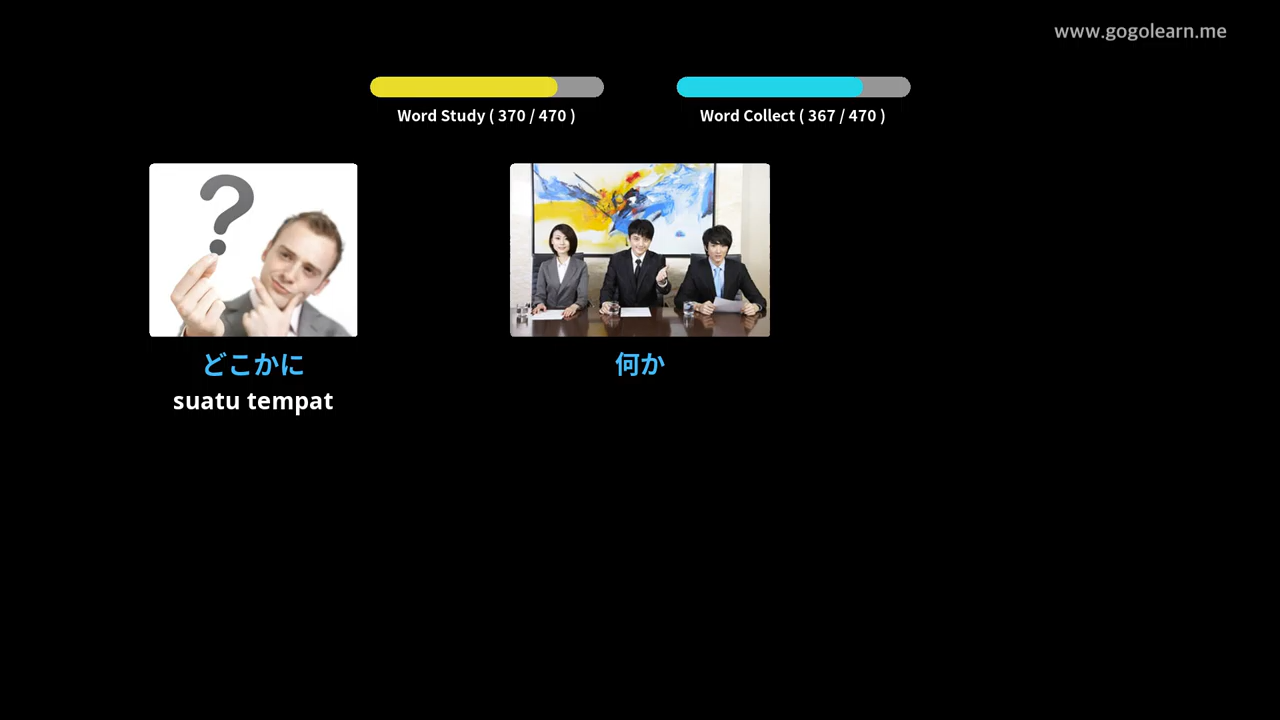 www.gogolearn.me
Word Study ( 370 / 470 )
Word Collect ( 367 / 470 )
どこかに
suatu tempat
何か